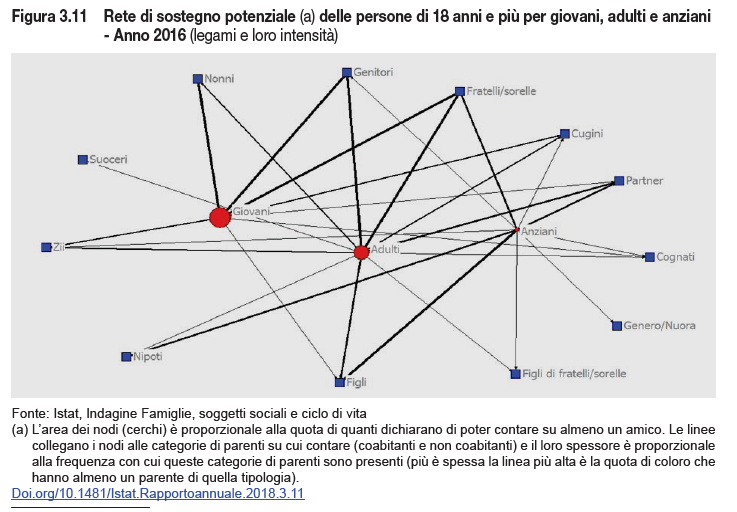 Figura 3.11 Rete di sostegno potenziale (a) delle persone di 18 anni e più per giovani, adulti e anziani
- Anno 2016 (legami e loro intensità)
Nonni
Genitori
Fratelli/sorelle
Cugini
Suoceri
Partner
Giovani
Anziani
Zii
Adulti
Cognati
Genero/Nuora
Nipoti
Figli di fratelli/sorelle
Figli
Fonte: Istat, Indagine Famiglie, soggetti sociali e ciclo di vita
(a) L'area dei nodi (cerchi) è proporzionale alla quota di quanti dichiarano di poter contare su almeno un amico. Le linee
collegano i nodi alle categorie di parenti su cui contare (coabitanti e non coabitanti) e il loro spessore è proporzionale
alla frequenza con cui queste categorie di parenti sono presenti (più è spessa la linea più alta è la quota di coloro che
hanno almeno un parente di quella tipologia).
Doi.org/10.1481/Istat.Rapportoannuale.2018.3.11